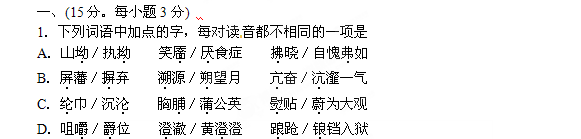 一、(15分。每小题3分)
1. 下列词语中加点的字，每对读音都不相同的一项是
A. 山坳/执拗 笑靥/厌食症 拂晓/自愧弗如
B. 屏藩/摒弃 溯源/朔望月 亢奋/沆瀣一气
C. 纶巾/沉沦 胸脯/蒲公英 熨贴/蔚为大观
D. 咀嚼/爵位 澄澈/黄澄澄 踉跄/锒铛入狱